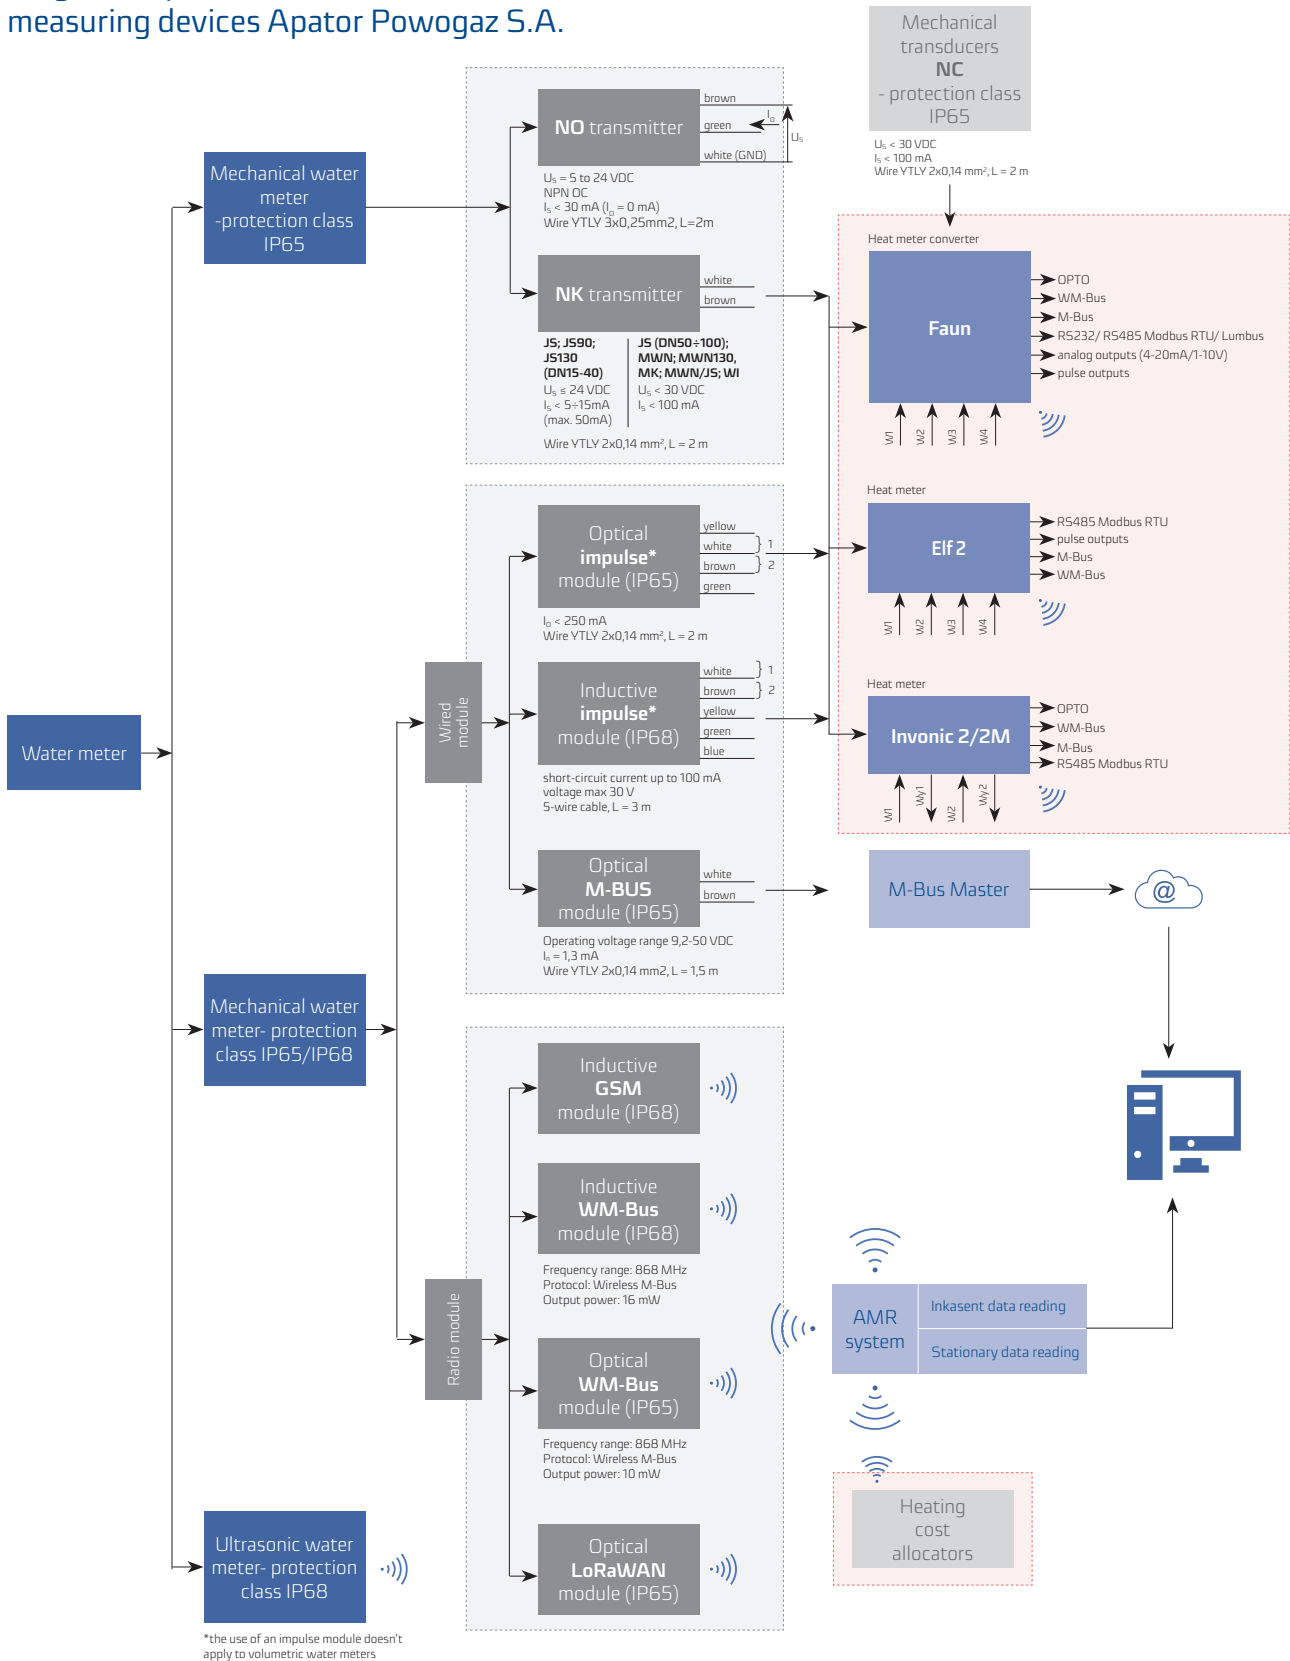 measuring devices Apator Powogaz S.A.
Mechanical
transducers
NC
- protection class
IP65
U₅ < 30 VDC
I₅ < 100 mA
Wire YTLY 2x0,14 mm², L = 2 m
Water meter
Mechanical water
meter
-protection class
IP65
NO transmitter
brown
green
white (GND)
I₀
U₅
U₅ = 5 to 24 VDC
NPN OC
I₅ < 30 mA (I₀ = 0 mA)
Wire YTLY 3x0,25mm2, L=2m
NK transmitter
white
brown
JS; JS90;
JS130
(DN15-40)
U₅ ≤ 24 VDC
I₅ < 5÷15mA
(max. 50mA)
JS (DN50÷100);
MWN; MWN130,
MK; MWN/JS; WI
U₅ < 30 VDC
I₅ < 100 mA
Wire YTLY 2x0,14 mm², L = 2 m
Heat meter converter
Faun
OPTO
WM-Bus
M-Bus
RS232/ RS485 Modbus RTU/ Lumbus
analog outputs (4-20mA/1-10V)
pulse outputs
W1
W2
W3
W4
Heat meter
Elf 2
RS485 Modbus RTU
pulse outputs
M-Bus
WM-Bus
W1
W2
W3
W4
Heat meter
Invonic 2/2M
OPTO
WM-Bus
M-Bus
RS485 Modbus RTU
W1
Wy1
W2
Wy2
Wired
module
Optical
impulse*
module (IP65)
yellow
white
brown
green
} 1
} 2
I₀ < 250 mA
Wire YTLY 2x0,14 mm², L = 2 m
Inductive
impulse*
module (IP68)
white
brown
yellow
green
blue
} 1
} 2
short-circuit current up to 100 mA
voltage max 30 V
5-wire cable, L = 3 m
Optical
M-BUS
module (IP65)
white
brown
Operating voltage range 9,2-50 VDC
Iₙ = 1,3 mA
Wire YTLY 2x0,14 mm2, L = 1,5 m
M-Bus Master
@
Mechanical water
meter- protection
class IP65/IP68
Radio module
Inductive
GSM
module (IP68)
Inductive
WM-Bus
module (IP68)
Frequency range: 868 MHz
Protocol: Wireless M-Bus
Output power: 16 mW
Optical
WM-Bus
module (IP65)
Frequency range: 868 MHz
Protocol: Wireless M-Bus
Output power: 10 mW
Optical
LoRaWAN
module (IP65)
AMR
system
Inkasent data reading
Stationary data reading
Heating
cost
allocators
Ultrasonic water
meter- protection
class IP68
*the use of an impulse module doesn't
apply to volumetric water meters